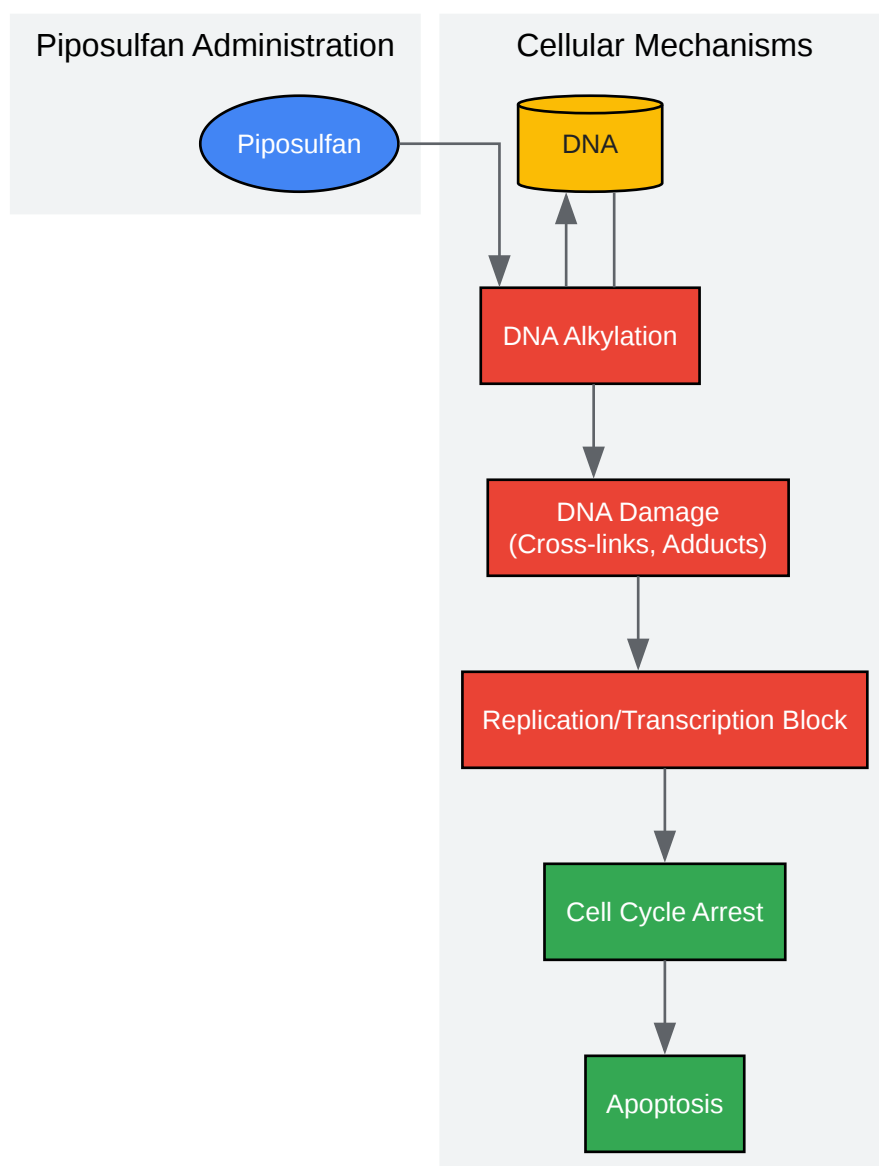 Piposulfan Administration
Cellular Mechanisms
Piposulfan
DNA
DNA Alkylation
DNA Damage
(Cross-links, Adducts)
Replication/Transcription Block
Cell Cycle Arrest
Apoptosis